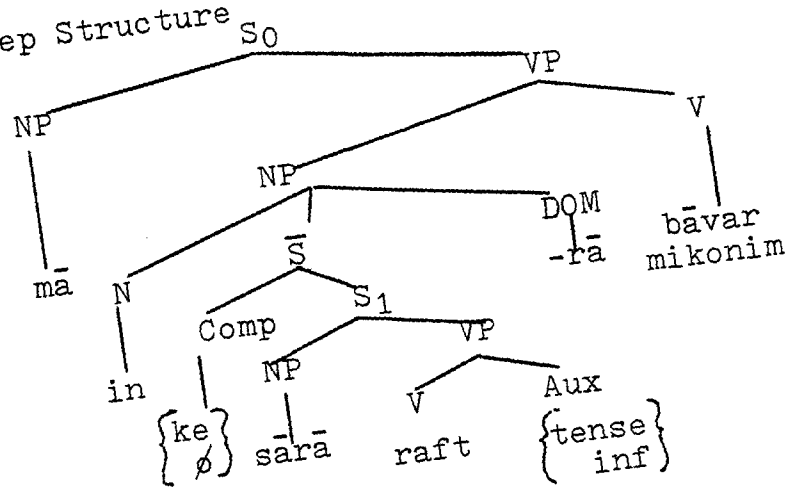 ep Structure
S0
VP
NP
V
NP
DOM
bāvar
mikonim
-rā
mā
N
S̄
Comp
S1
NP
VP
in
{ke
ø}
sārā
V
Aux
raft
{tense
inf}